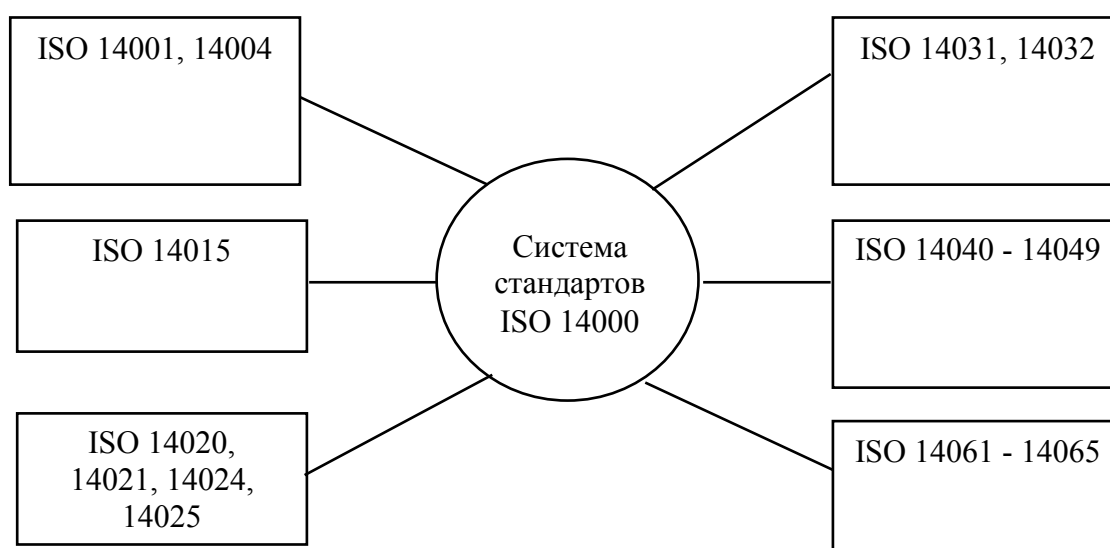 ISO 14001, 14004
ISO 14031, 14032
ISO 14015
Система
стандартов
ISO 14000
ISO 14040 - 14049
ISO 14020,
14021, 14024,
14025
ISO 14061 - 14065